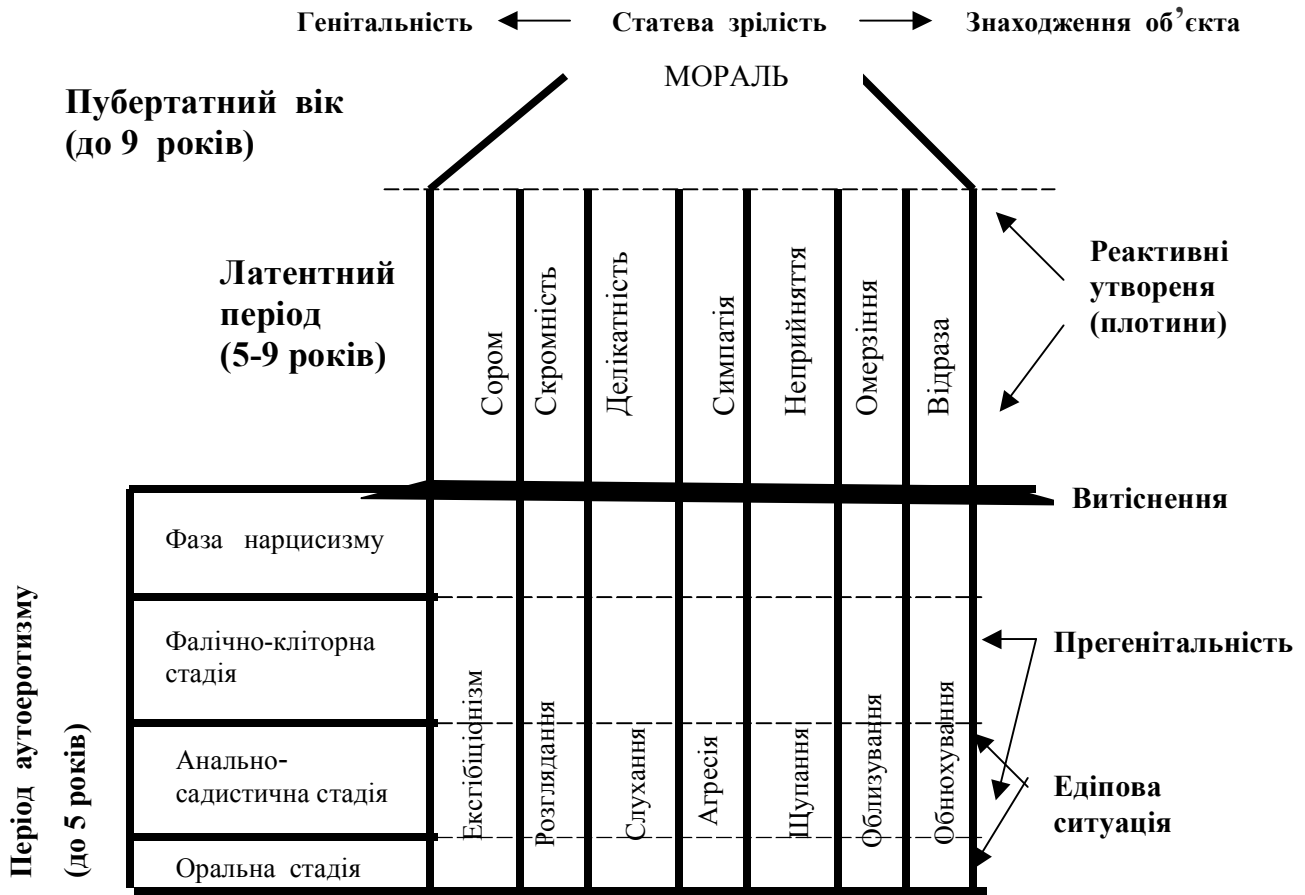 Генітальність Статева зрілість Знаходження об’єкта
МОРАЛЬ
Пубертатний вік
(до 9 років)
Латентний
період
(5-9 років)
Сором
Скромність
Делікатність
Симпатія
Неприйняття
Омерзіння
Відраза
Реактивні
утвореня
(плотини)
Витіснення
Період аутоеротизму
(до 5 років)
Фаза нарцисизму
Фалічно-кліторна
стадія
Анально-
садистична стадія
Оральна стадія
Ексгібіціонізм
Розглядання
Слухання
Агресія
Щупання
Облизування
Обнюхування
Прегенітальність
Едіпова
ситуація